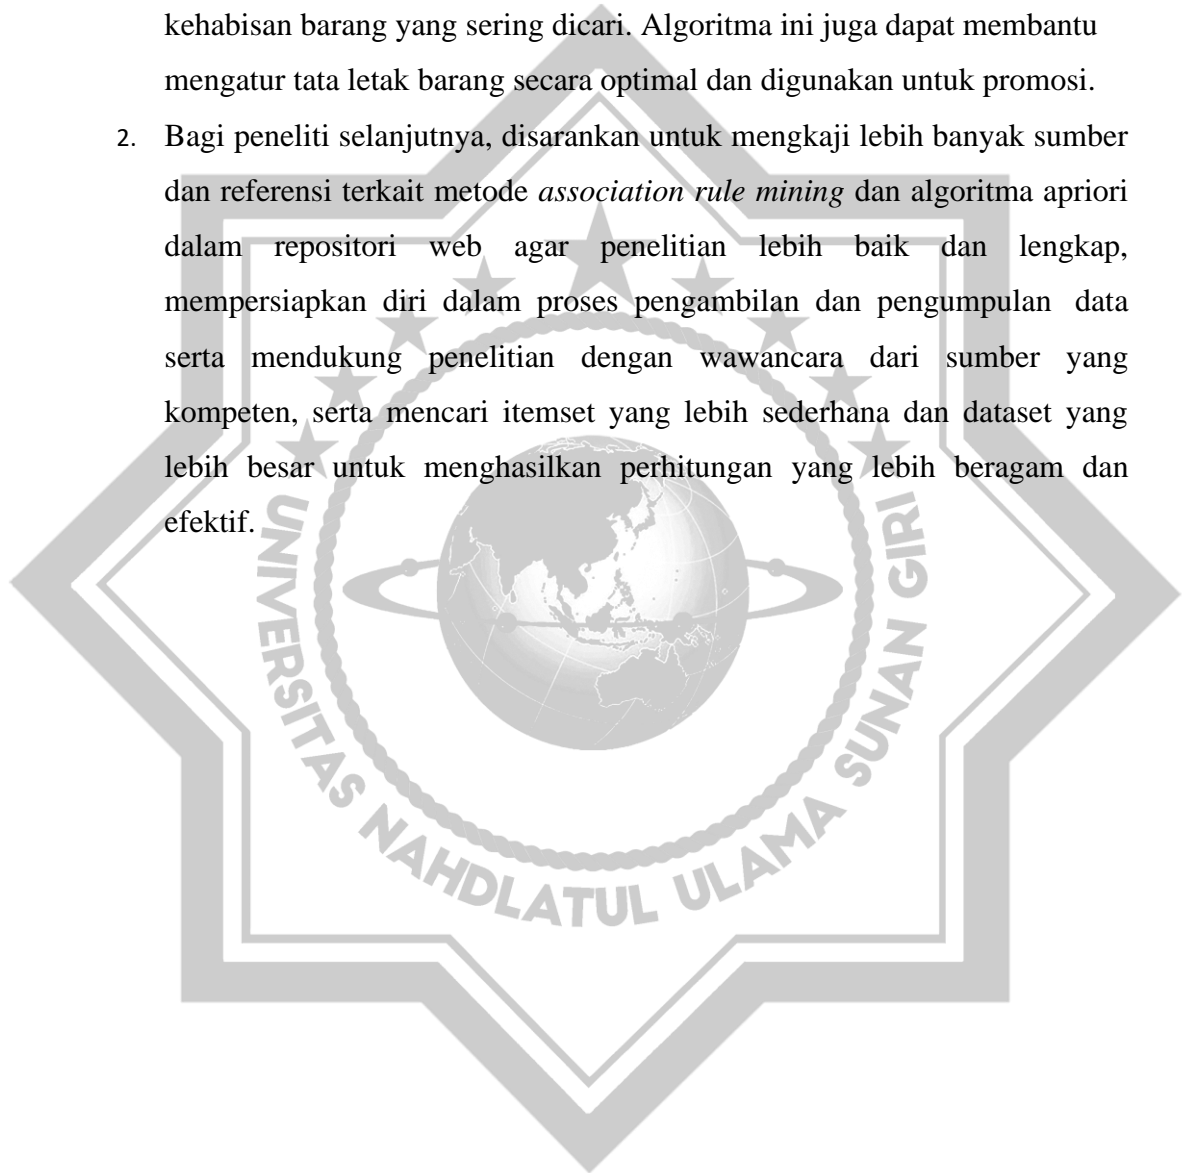 kehabisan barang yang sering dicari. Algoritma ini juga dapat membantu
mengatur tata letak barang secara optimal dan digunakan untuk promosi.
2. Bagi peneliti selanjutnya, disarankan untuk mengkaji lebih banyak sumber
dan referensi terkait metode association rule mining dan algoritma apriori
dalam repositori web agar penelitian lebih baik dan lengkap,
mempersiapkan diri dalam proses pengambilan dan pengumpulan data
serta mendukung penelitian dengan wawancara dari sumber yang
kompeten, serta mencari itemset yang lebih sederhana dan dataset yang
lebih besar untuk menghasilkan perhitungan yang lebih beragam dan
efektif.
UNIVERSITAS NAHDLATUL ULAMA SUNAN GIRI